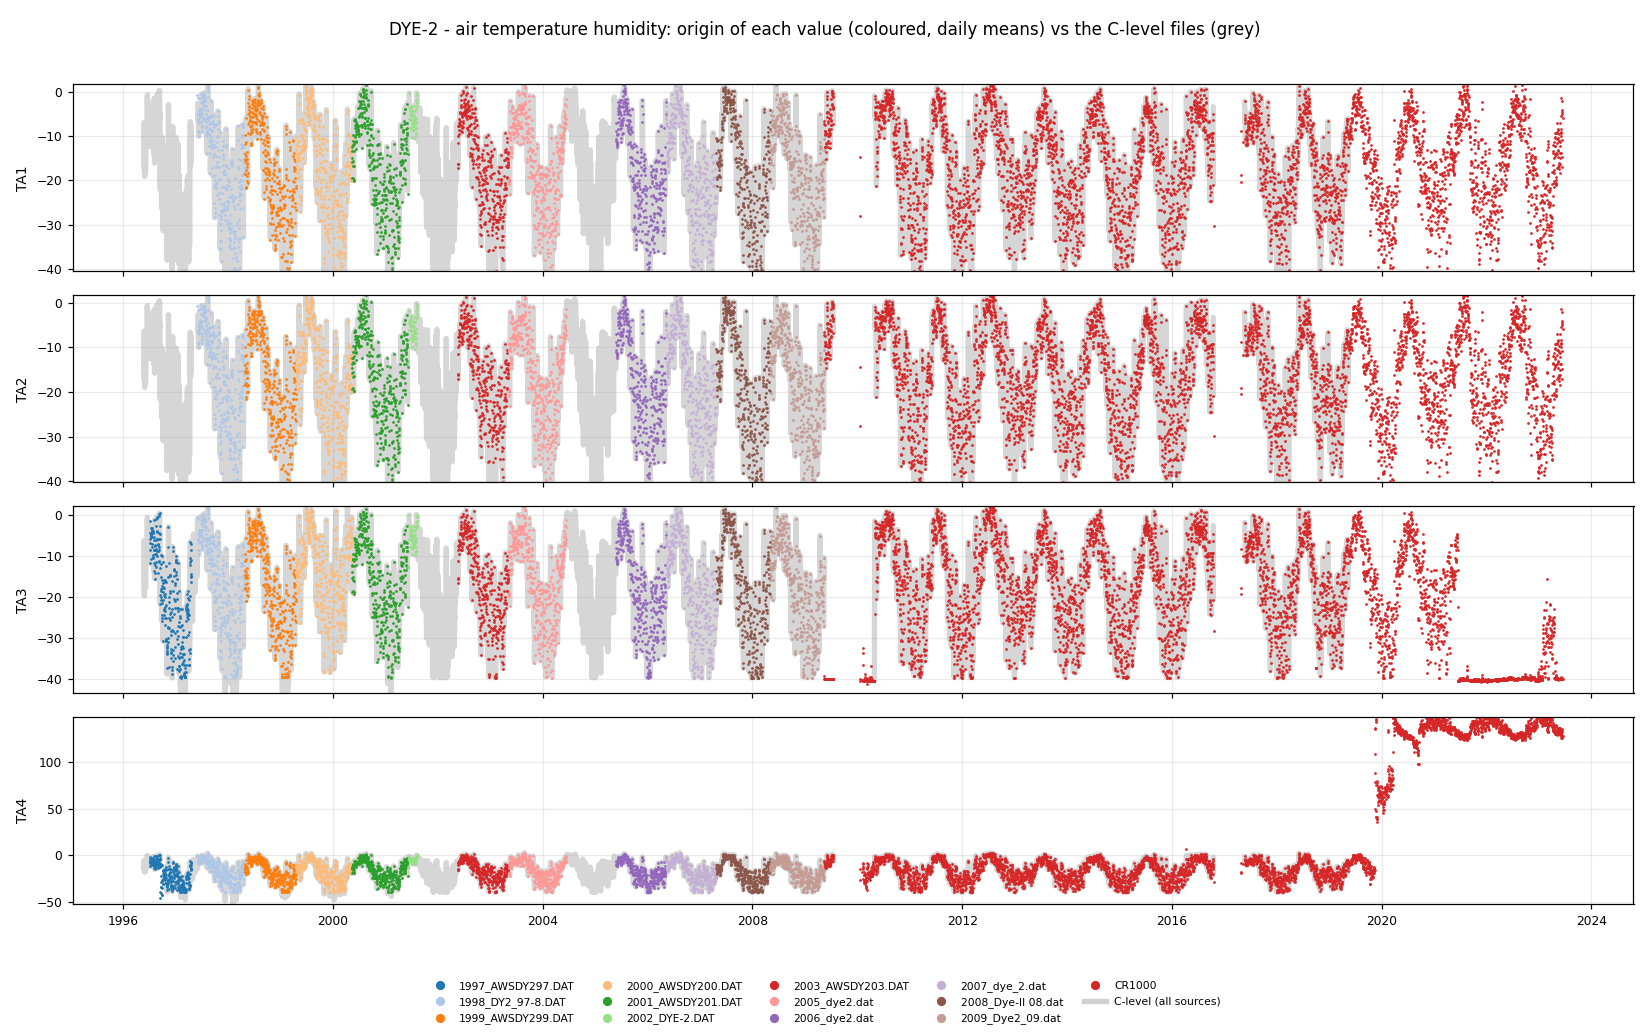 DYE-2 - air temperature humidity: origin of each value (coloured, daily means) vs the C-level files (grey)
0
−10
−20
−30
−40
TA1
0
−10
−20
−30
−40
TA2
0
−10
−20
−30
−40
TA3
100
50
0
−50
TA4
1996 2000 2004 2008 2012 2016 2020 2024
1997_AWSDY297.DAT 2000_AWSDY200.DAT 2003_AWSDY203.DAT 2007_dye_2.dat CR1000
1998_DY2_97-8.DAT 2001_AWSDY201.DAT 2005_dye2.dat 2008_Dye-II 08.dat C-level (all sources)
1999_AWSDY299.DAT 2002_DYE-2.DAT 2006_dye2.dat 2009_Dye2_09.dat